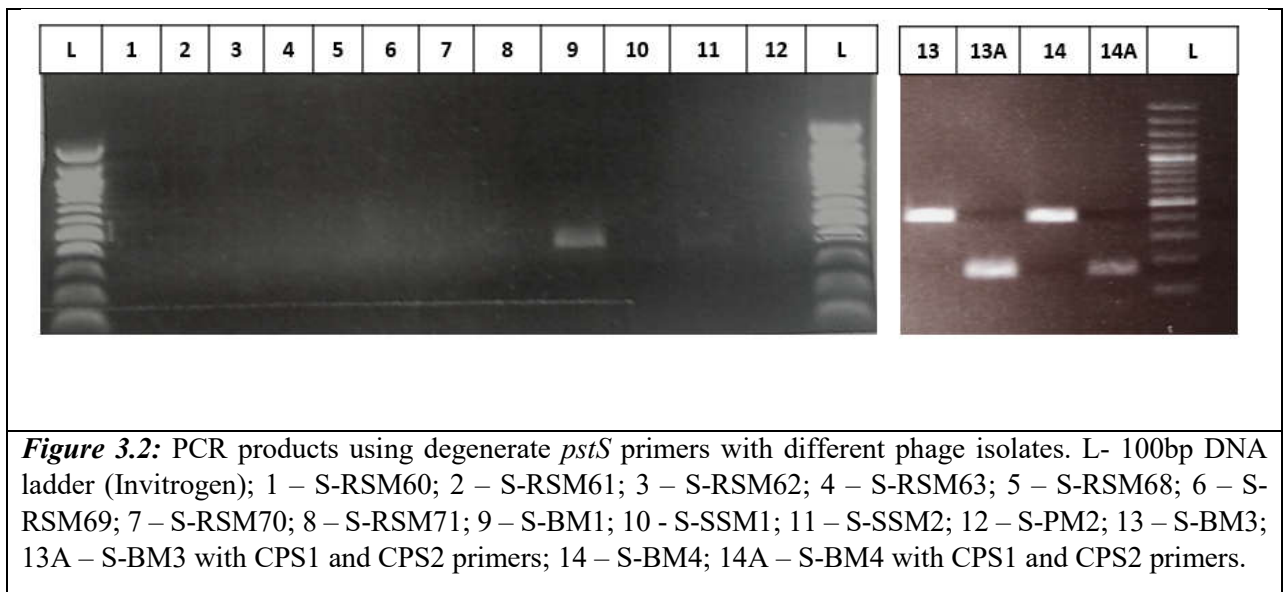 L 1 2 3 4 5 6 7 8 9 10 11 12 L 13 13A 14 14A L
Figure 3.2: PCR products using degenerate pstS primers with different phage isolates. L- 100bp DNA
ladder (Invitrogen); 1 – S-RSM60; 2 – S-RSM61; 3 – S-RSM62; 4 – S-RSM63; 5 – S-RSM68; 6 – S-
RSM69; 7 – S-RSM70; 8 – S-RSM71; 9 – S-BM1; 10 - S-SSM1; 11 – S-SSM2; 12 – S-PM2; 13 – S-BM3;
13A – S-BM3 with CPS1 and CPS2 primers; 14 – S-BM4; 14A – S-BM4 with CPS1 and CPS2 primers.